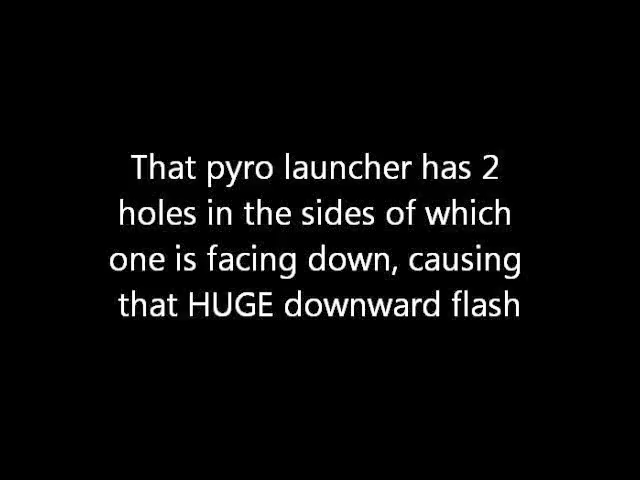 That pyro launcher has 2
holes in the sides of which
one is facing down, causing
that HUGE downward flash